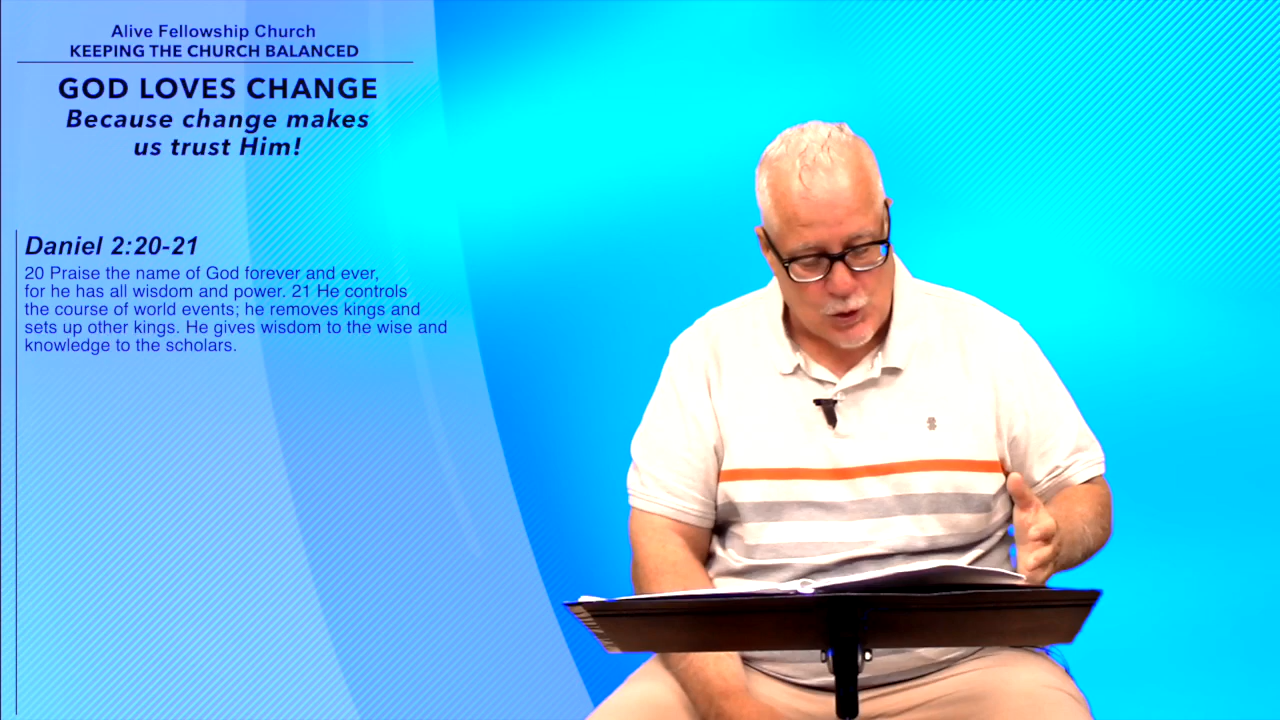 Alive Fellowship Church
KEEPING THE CHURCH BALANCED
GOD LOVES CHANGE
Because change makes
us trust Him!
Daniel 2:20-21
20 Praise the name of God forever and ever,
for he has all wisdom and power. 21 He controls
the course of world events; he removes kings and
sets up other kings. He gives wisdom to the wise and
knowledge to the scholars.